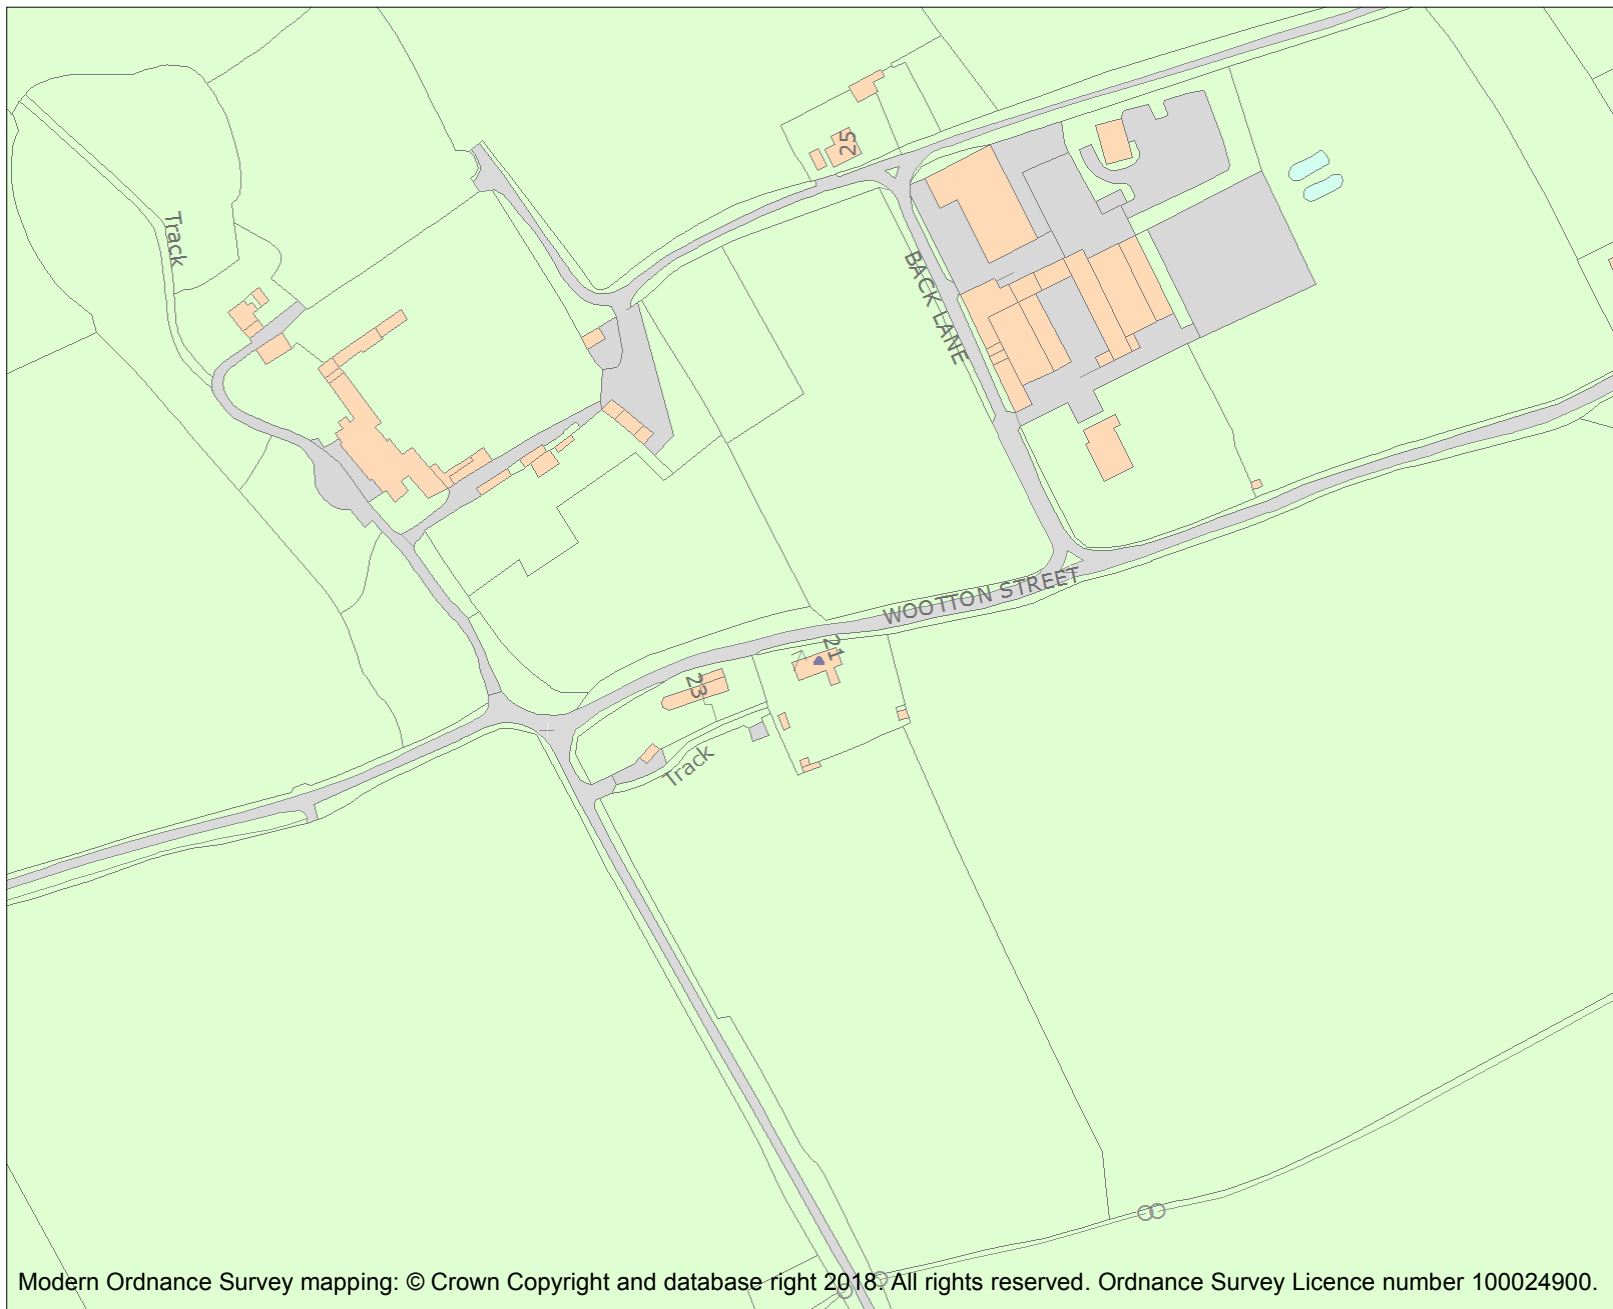 25
Track
BACK LANE
WOOTTON STREET
21
23
Track
Modern Ordnance Survey mapping: © Crown Copyright and database right 2018. All rights reserved. Ordnance Survey Licence number 100024900.